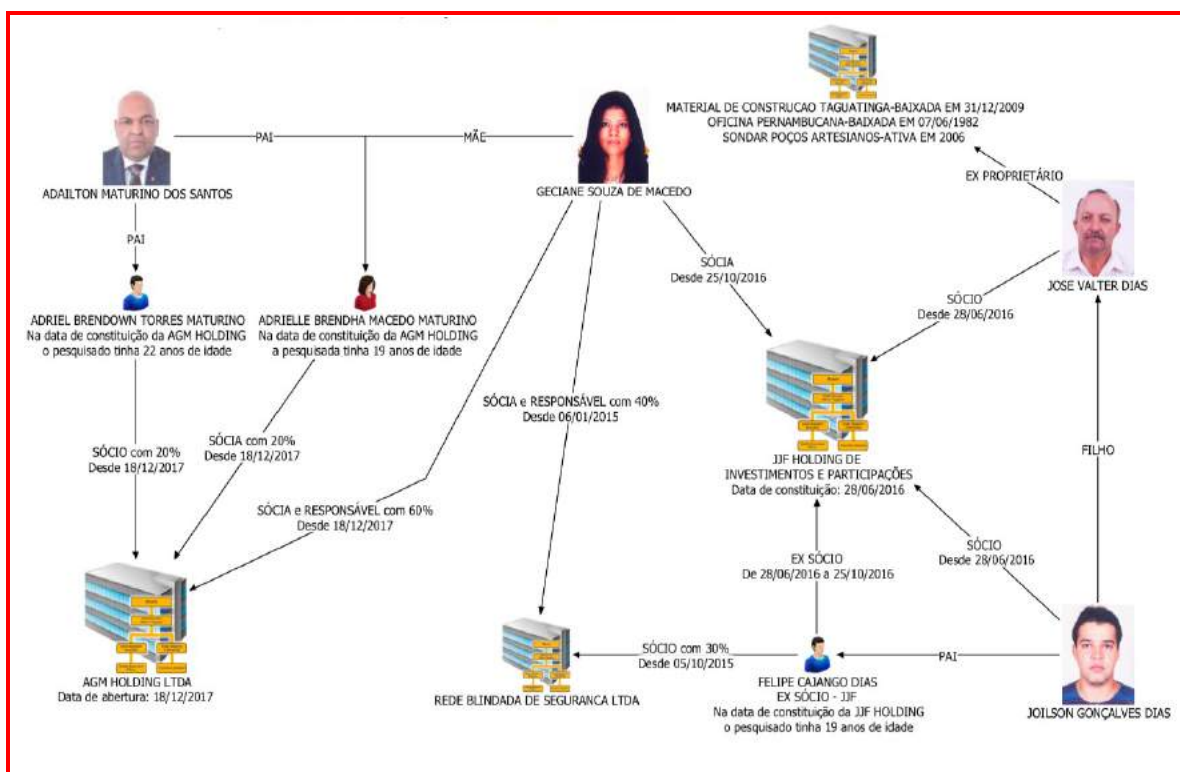 MATERIAL DE CONSTRUCAO TAGUATINGA-BAIXADA EM 31/12/2009
OFICINA PERNAMBUCANA-BAIXADA EM 07/06/1982
SONDAR POÇOS ARTESIANOS-ATIVA EM 2006
PAI
MÃE
EX PROPRIETÁRIO
ADAILTON MATURINO DOS SANTOS
GECIANE SOUZA DE MACEDO
PAI
SÓCIA
Desde 25/10/2016
JOSE VALTER DIAS
SÓCIO
Desde 28/06/2016
ADRIEL BRENDOWN TORRES MATURINO
Na data de constituição da AGM HOLDING
o pesquisado tinha 22 anos de idade
ADRIELLE BRENDHA MACEDO MATURINO
Na data de constituição da AGM HOLDING
a pesquisada tinha 19 anos de idade
SÓCIA e RESPONSÁVEL com 40%
Desde 06/01/2015
SÓCIO com 20%
Desde 18/12/2017
SÓCIA com 20%
Desde 18/12/2017
FILHO
JJF HOLDING DE
INVESTIMENTOS E PARTICIPAÇÕES
Data de constituição: 28/06/2016
SÓCIA e RESPONSÁVEL com 60%
Desde 18/12/2017
EX SÓCIO
De 28/06/2016 a 25/10/2016
SÓCIO
Desde 28/06/2016
SÓCIO com 30%
Desde 05/10/2015
PAI
AGM HOLDING LTDA
Data de abertura: 18/12/2017
REDE BLINDADA DE SEGURANCA LTDA
FELIPE CAJANGO DIAS
EX SÓCIO - JJF
Na data de constituição da JJF HOLDING
o pesquisado tinha 19 anos de idade
JOILSON GONÇALVES DIAS